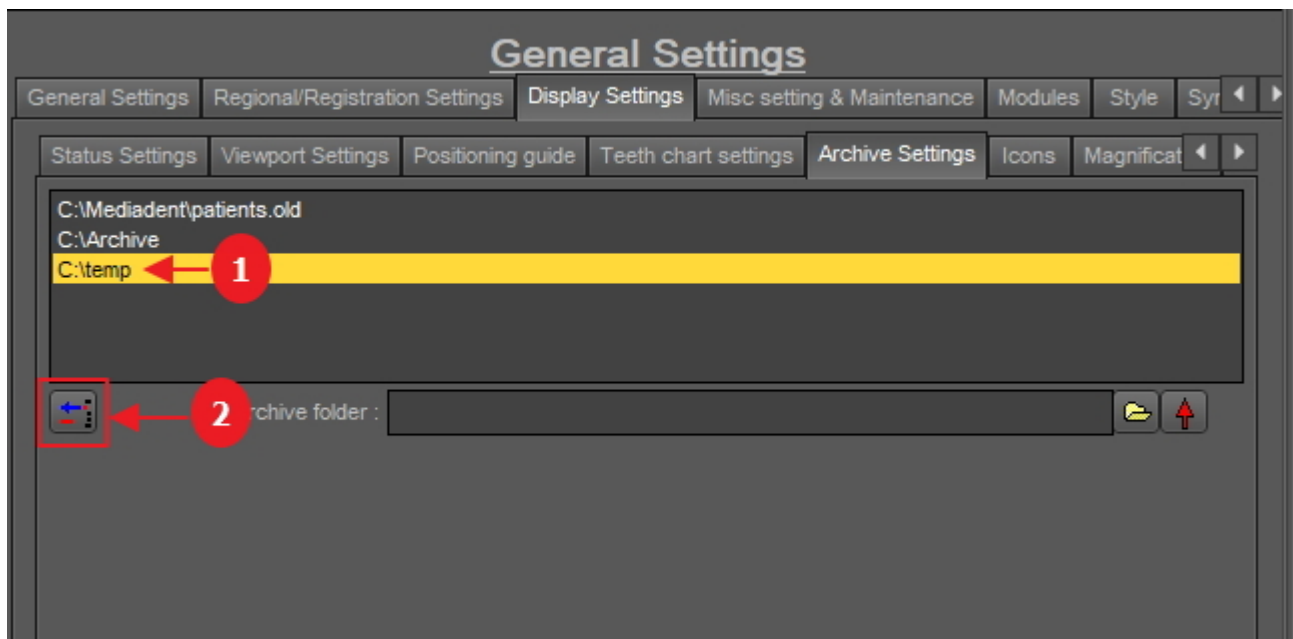 General Settings
General Settings Regional/Registration Settings Display Settings Misc setting & Maintenance Modules Style Syr
Status Settings Viewport Settings Positioning guide Teeth chart settings Archive Settings Icons Magnificat
C:\Mediadent\patients.old
C:\Archive
C:\temp 1
2 rchive folder :